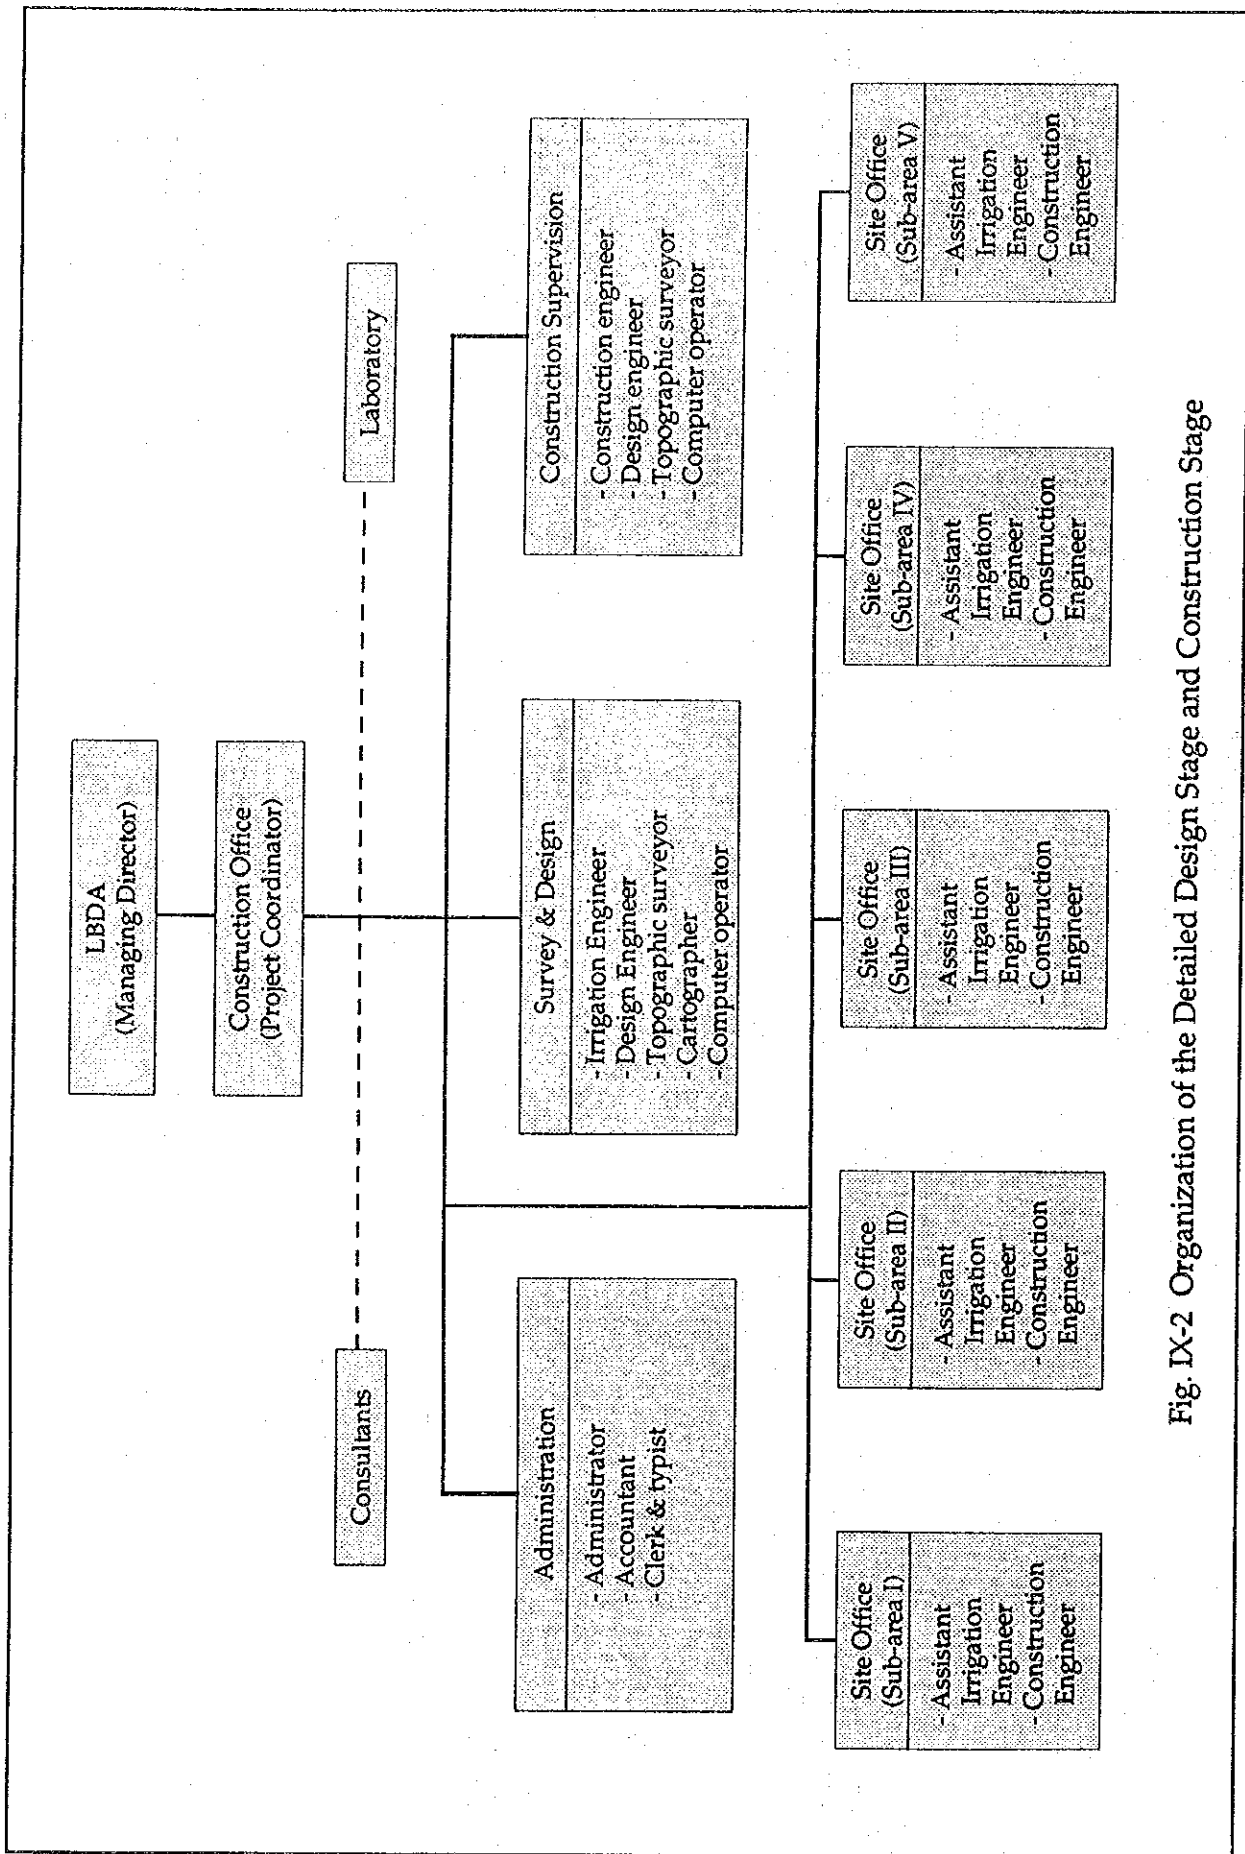 LBDA
(Managing Director)
Construction Office
(Project Coordinator)
Consultants
Laboratory
Administration
- Administrator
- Accountant
- Clerk & typist
Survey & Design
- Irrigation Engineer
- Design Engineer
- Topographic surveyor
- Cartographer
- Computer operator
Construction Supervision
- Construction engineer
- Design engineer
- Topographic surveyor
- Computer operator
Site Office
(Sub-area I)
- Assistant
Irrigation
Engineer
- Construction
Engineer
Site Office
(Sub-area II)
- Assistant
Irrigation
Engineer
- Construction
Engineer
Site Office
(Sub-area III)
- Assistant
Irrigation
Engineer
- Construction
Engineer
Site Office
(Sub-area IV)
- Assistant
Irrigation
Engineer
- Construction
Engineer
Site Office
(Sub-area V)
- Assistant
Irrigation
Engineer
- Construction
Engineer
Fig. IX-2 Organization of the Detailed Design Stage and Construction Stage